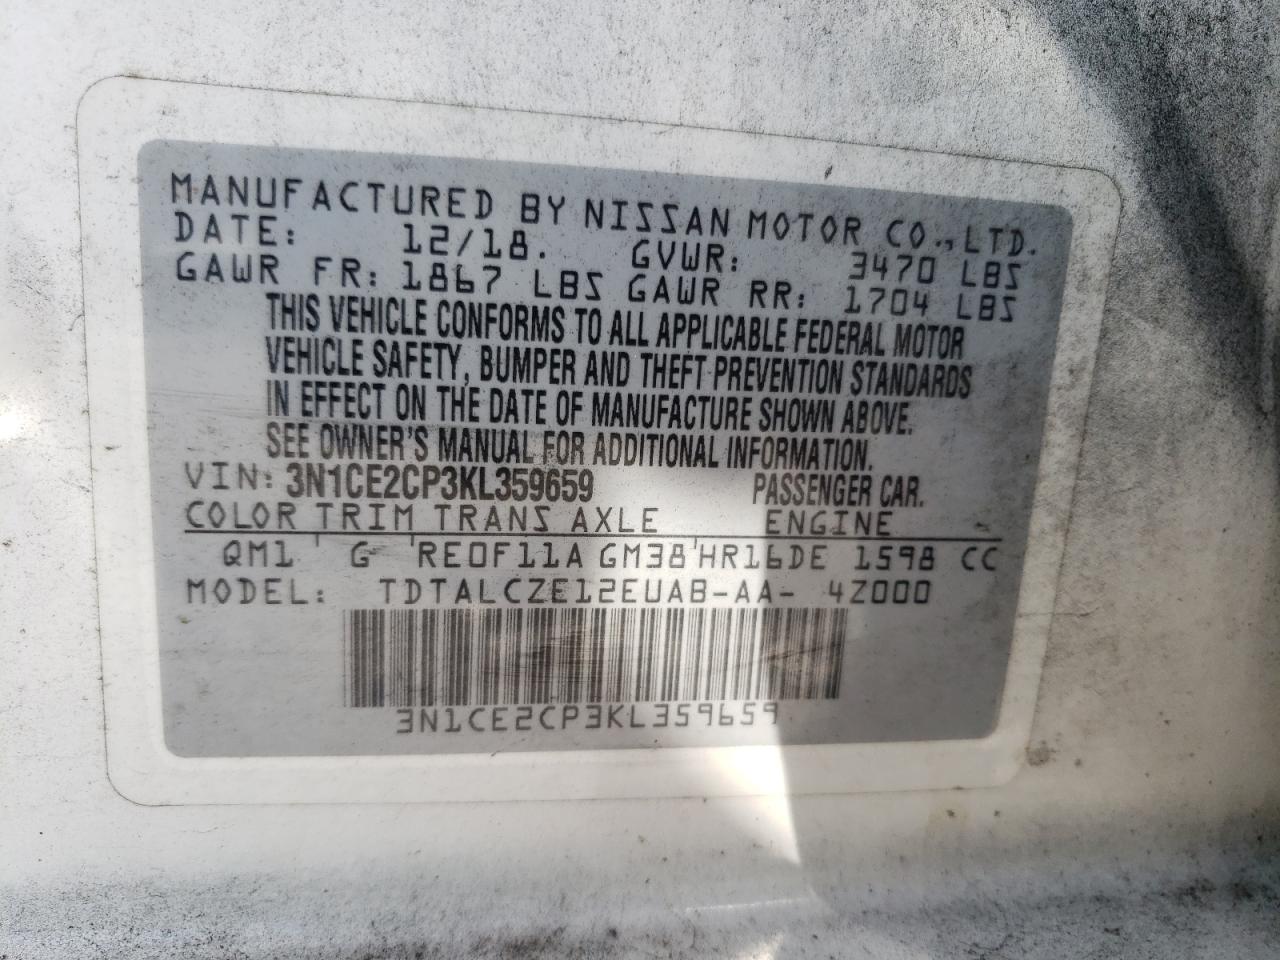 MANUFACTURED BY NISSAN MOTOR CO., LTD.
DATE: 12/18. GVWR: 3470 LBS
GAWR FR: 1867 LBS GAWR RR: 1704 LBS
THIS VEHICLE CONFORMS TO ALL APPLICABLE FEDERAL MOTOR
VEHICLE SAFETY, BUMPER AND THEFT PREVENTION STANDARDS
IN EFFECT ON THE DATE OF MANUFACTURE SHOWN ABOVE.
SEE OWNER'S MANUAL FOR ADDITIONAL INFORMATION.
VIN: 3N1CE2CP3KL359659 PASSENGER CAR.
COLOR TRIM TRANS AXLE ENGINE
QM1 ' G ' RE0F11A GM38 ' HR16DE 1598 CC
MODEL: TDTALCZE12EUAB-AA- 4Z000
3N1CE2CP3KL359659